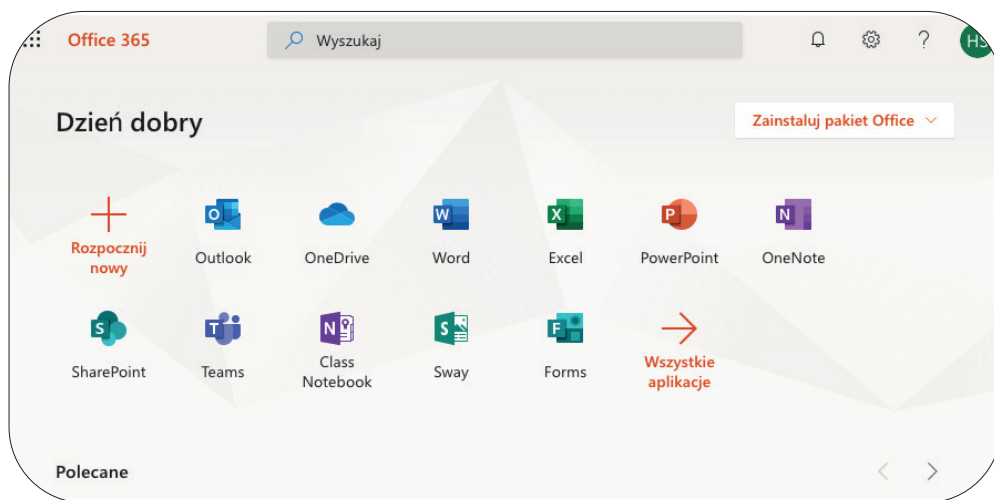 Office 365
Wyszukaj
HS
Dzień dobry
Zainstaluj pakiet Office
Rozpocznij
nowy
Outlook
OneDrive
Word
Excel
PowerPoint
OneNote
SharePoint
Teams
Class
Notebook
Sway
Forms
Wszystkie
aplikacje
Polecane